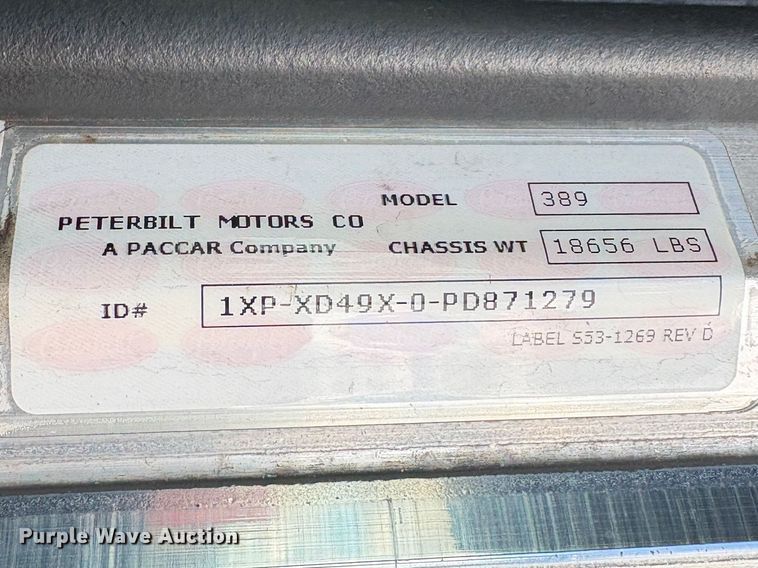 MODEL 389
PETERBILT MOTORS CO
A PACCAR Company CHASSIS WT 18656 LBS
ID# 1XP-XD49X-0-PD871279
LABEL S53-1269 REV D
Purple Wave Auction